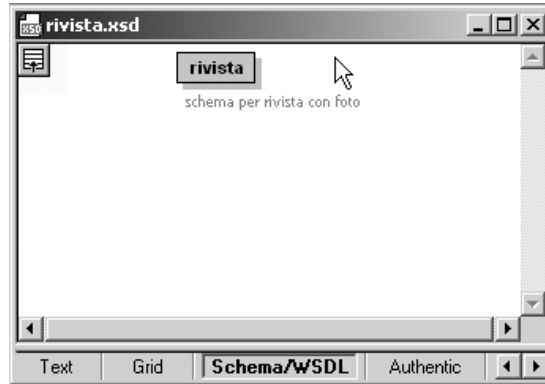 rivista.xsd
rivista
schema per rivista con foto
Text Grid Schema/WSDL Authentic